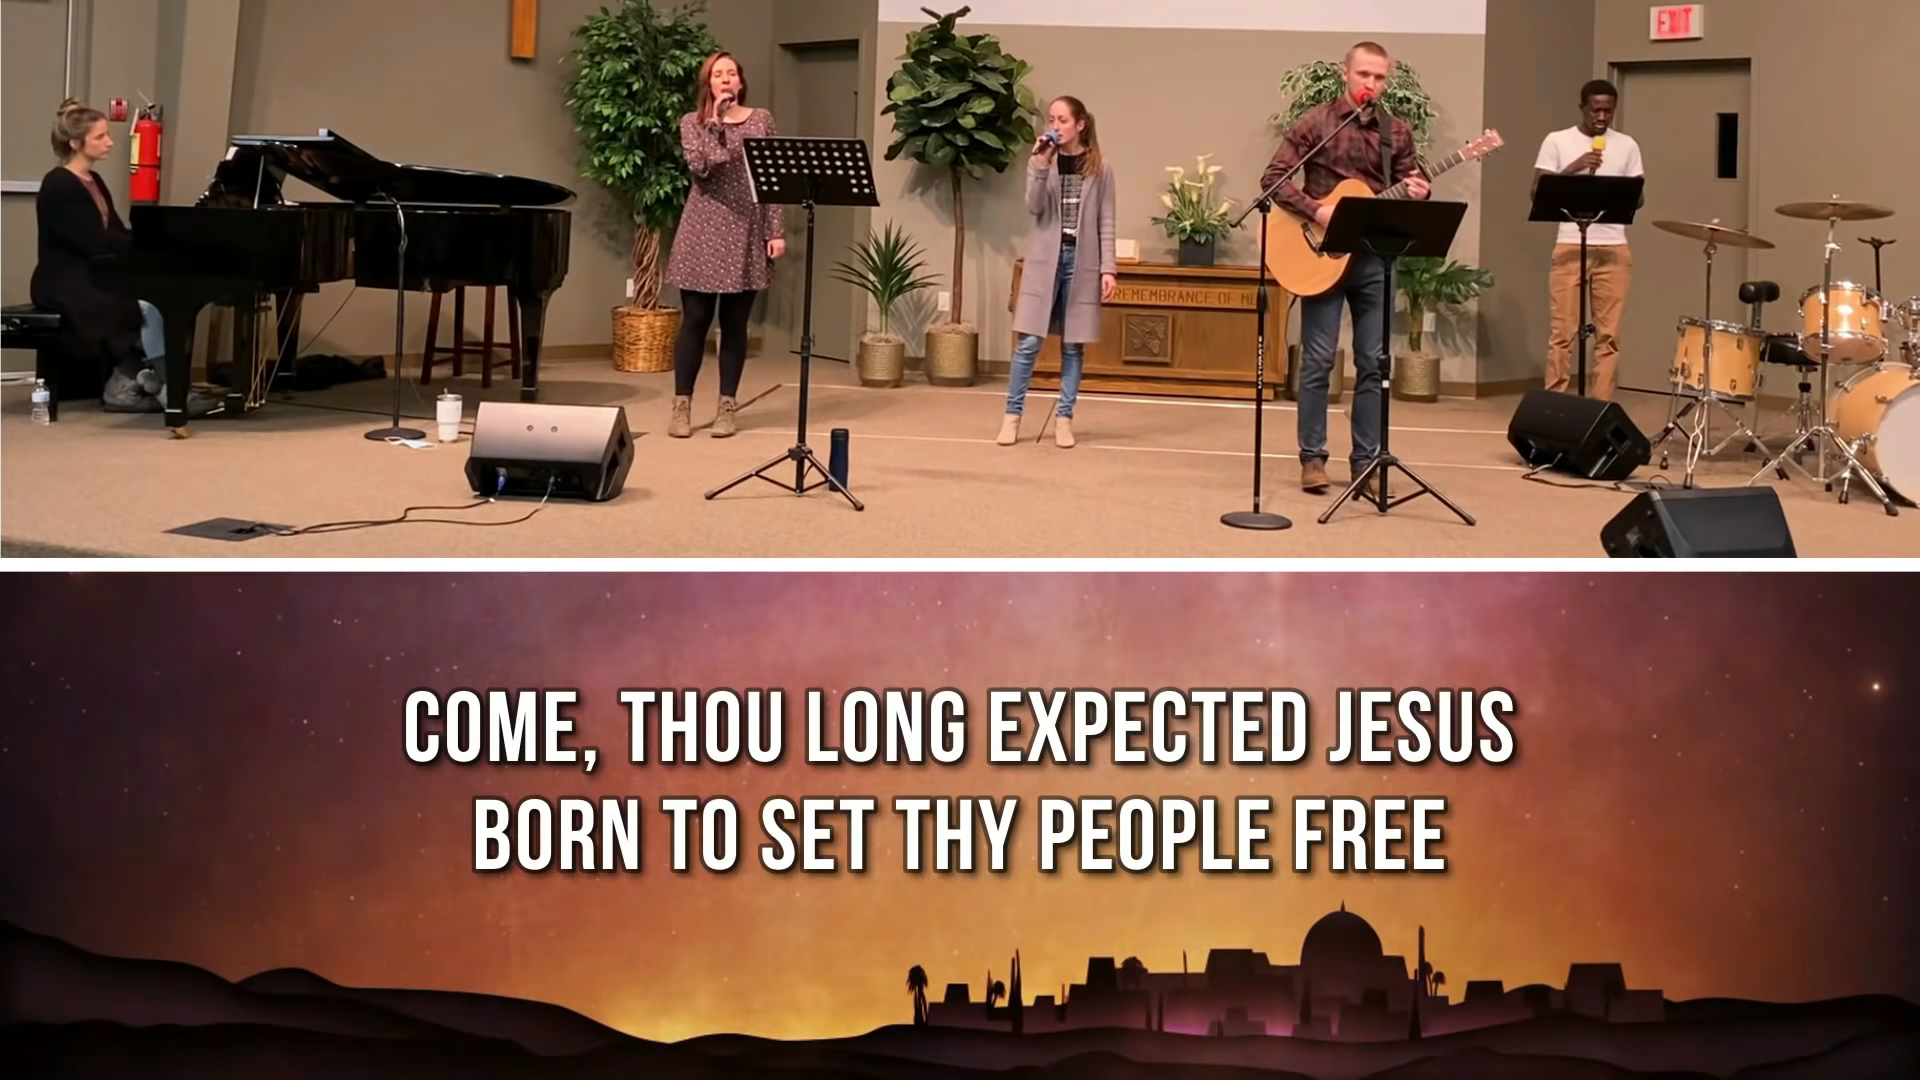 EXIT
REMEMBRANCE OF ME
COME, THOU LONG EXPECTED JESUS
BORN TO SET THY PEOPLE FREE